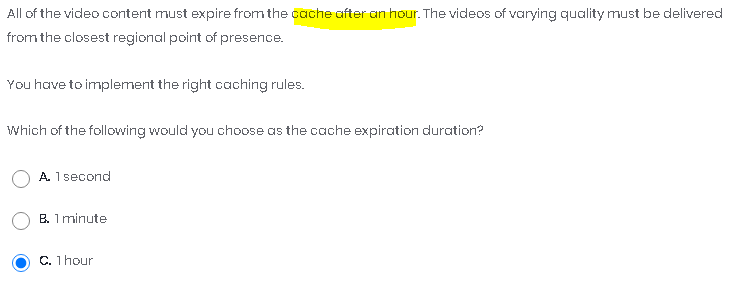 All of the video content must expire from the cache after an hour. The videos of varying quality must be delivered
from the closest regional point of presence.
You have to implement the right caching rules.
Which of the following would you choose as the cache expiration duration?
A. 1 second
B. 1 minute
C. 1 hour